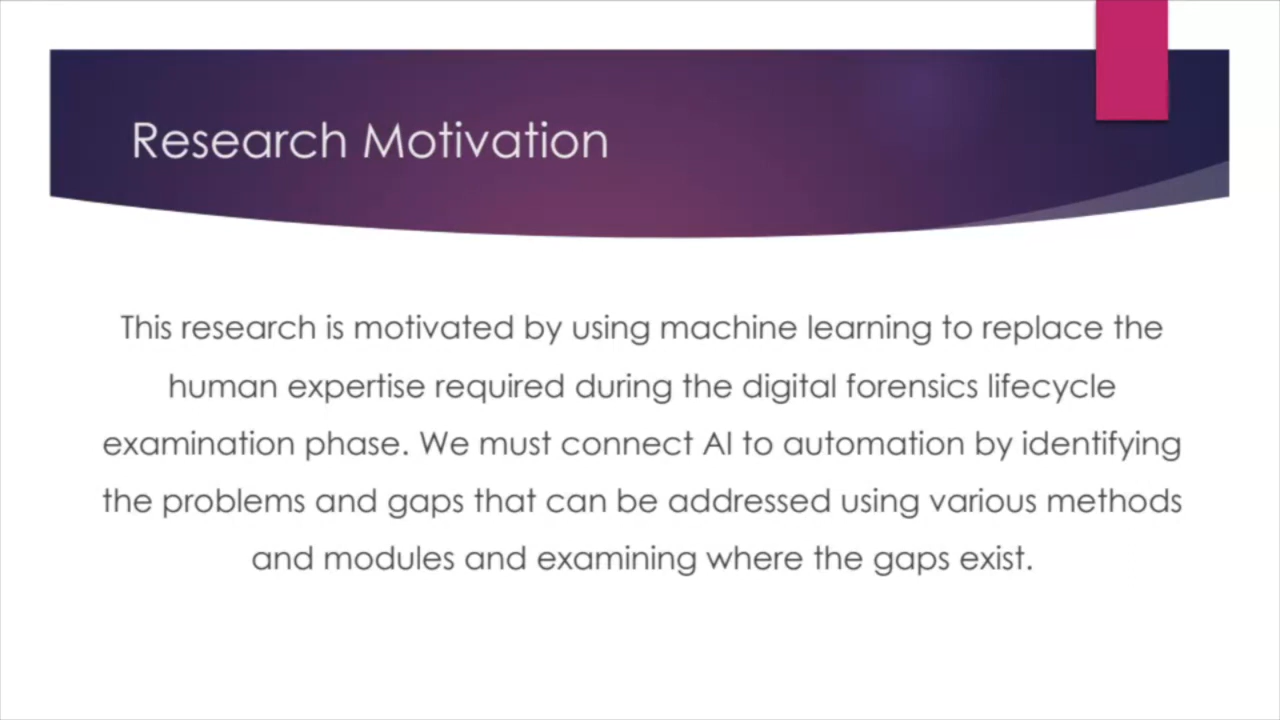 Research Motivation
This research is motivated by using machine learning to replace the
human expertise required during the digital forensics lifecycle
examination phase. We must connect AI to automation by identifying
the problems and gaps that can be addressed using various methods
and modules and examining where the gaps exist.